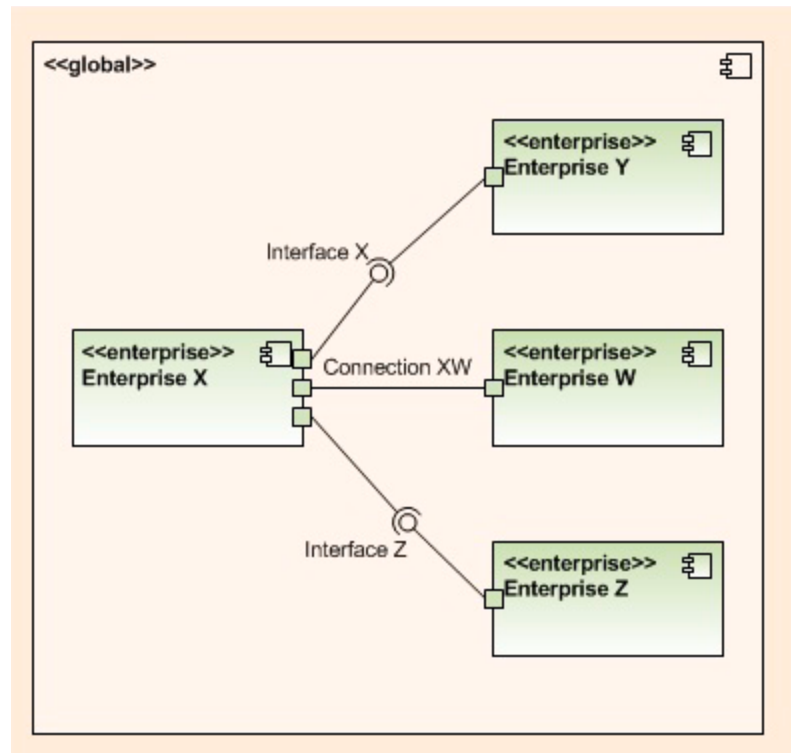 <<global>>
<<enterprise>>
Enterprise Y
Interface X
<<enterprise>>
Enterprise X
Connection XW
<<enterprise>>
Enterprise W
Interface Z
<<enterprise>>
Enterprise Z